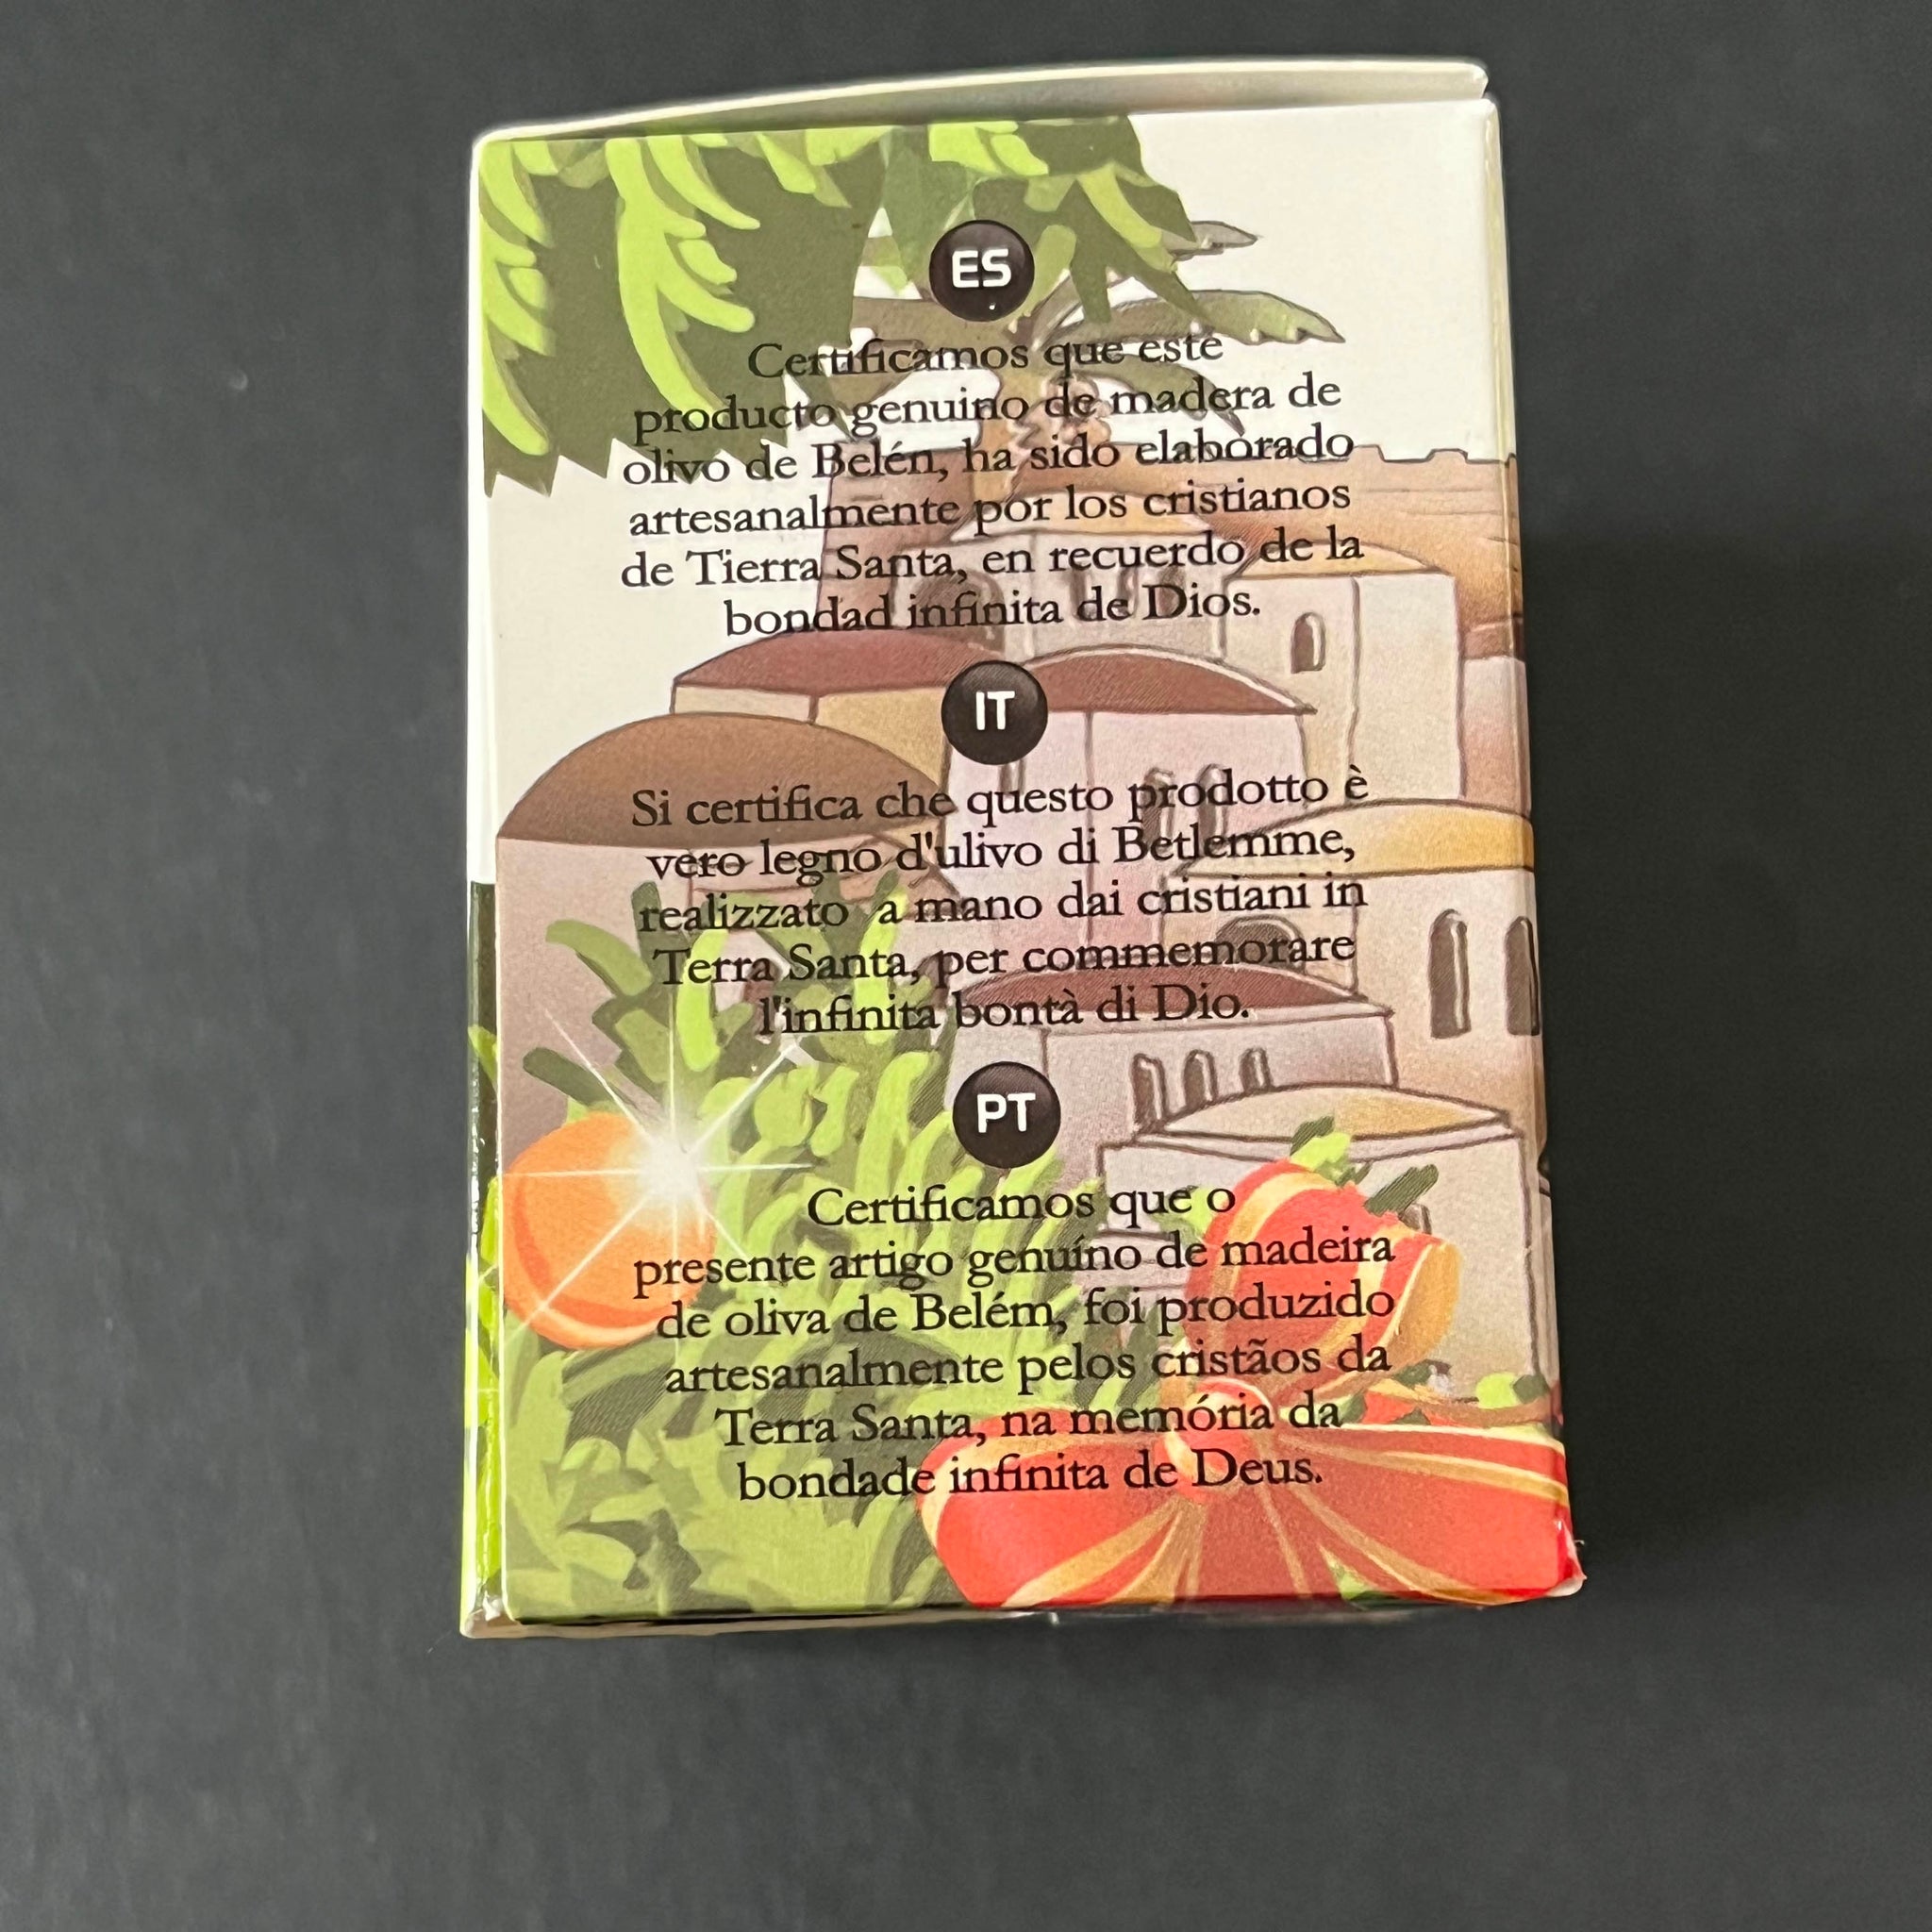 ES
Certificamos que este
producto genuino de madera de
olivo de Belén, ha sido elaborado
artesanalmente por los cristianos
de Tierra Santa, en recuerdo de la
bondad infinita de Dios.
IT
Si certifica che questo prodotto è
vero legno d'ulivo di Betlemme,
realizzato a mano dai cristiani in
Terra Santa, per commemorare
l'infinita bontà di Dio.
PT
Certificamos que o
presente artigo genuíno de madeira
de oliva de Belém, foi produzido
artesanalmente pelos cristãos da
Terra Santa, na memória da
bondade infinita de Deus.